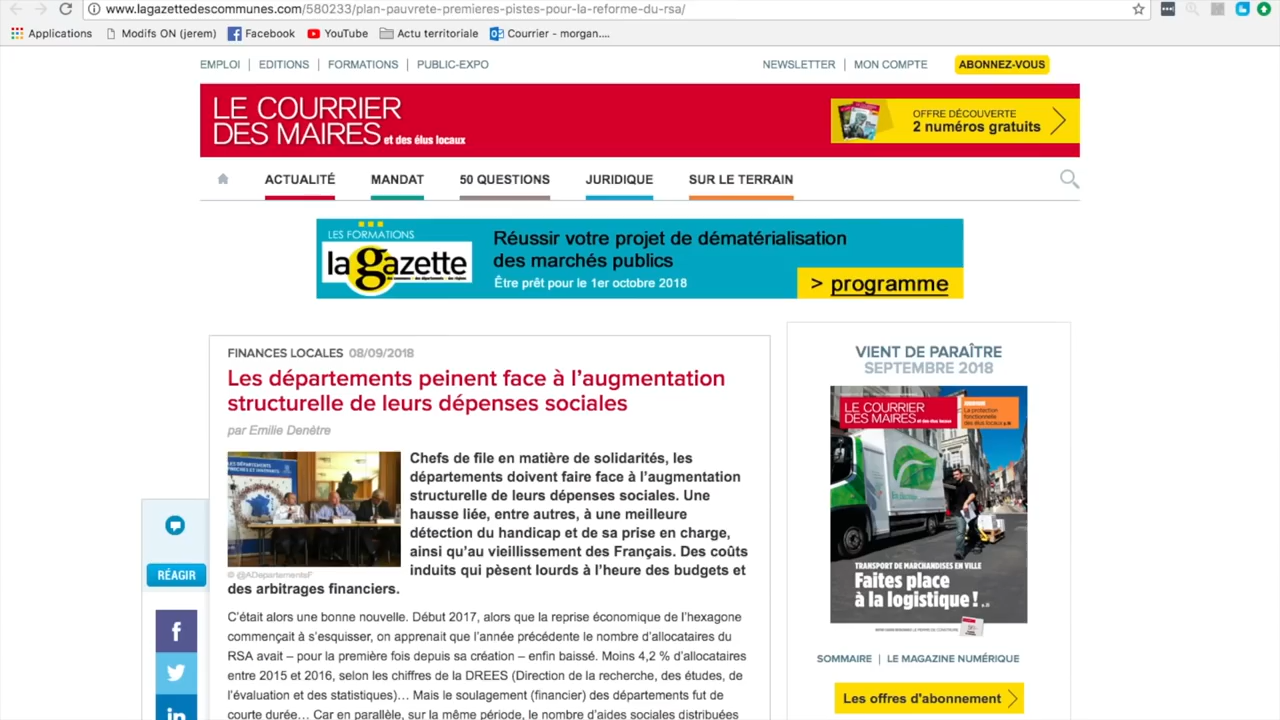 www.lagazettedescommunes.com/580233/plan-pauvrete-premieres-pistes-pour-la-reforme-du-rsa/
Applications
Modifs ON (jerem)
Facebook
YouTube
Actu territoriale
Courrier - morgan....
EMPLOI | EDITIONS | FORMATIONS | PUBLIC-EXPO
NEWSLETTER | MON COMPTE
ABONNEZ-VOUS
LE COURRIER
DES MAIRES et des élus locaux
OFFRE DÉCOUVERTE
2 numéros gratuits
ACTUALITÉ
MANDAT
50 QUESTIONS
JURIDIQUE
SUR LE TERRAIN
LES FORMATIONS
la gazette
Réussir votre projet de dématérialisation
des marchés publics
Être prêt pour le 1er octobre 2018
> programme
FINANCES LOCALES 08/09/2018
Les départements peinent face à l’augmentation
structurelle de leurs dépenses sociales
par Emilie Denêtre
Chefs de file en matière de solidarités, les
départements doivent faire face à l’augmentation
structurelle de leurs dépenses sociales. Une
hausse liée, entre autres, à une meilleure
détection du handicap et de sa prise en charge,
ainsi qu’au vieillissement des Français. Des coûts
induits qui pèsent lourds à l’heure des budgets et
© @ADepartementsF
des arbitrages financiers.
C’était alors une bonne nouvelle. Début 2017, alors que la reprise économique de l’hexagone
commençait à s’esquisser, on apprenait que l’année précédente le nombre d’allocataires du
RSA avait – pour la première fois depuis sa création – enfin baissé. Moins 4,2 % d’allocataires
entre 2015 et 2016, selon les chiffres de la DREES (Direction de la recherche, des études, de
l’évaluation et des statistiques)… Mais le soulagement (financier) des départements fut de
courte durée… Car en parallèle, sur la même période, le nombre d’aides sociales distribuées
RÉAGIR
VIENT DE PARAÎTRE
SEPTEMBRE 2018
LE COURRIER
DES MAIRES et des élus locaux
La protection
fonctionnelle
des élus locaux
TRANSPORT DE MARCHANDISES EN VILLE
Faites place
à la logistique !
SOMMAIRE | LE MAGAZINE NUMÉRIQUE
Les offres d'abonnement